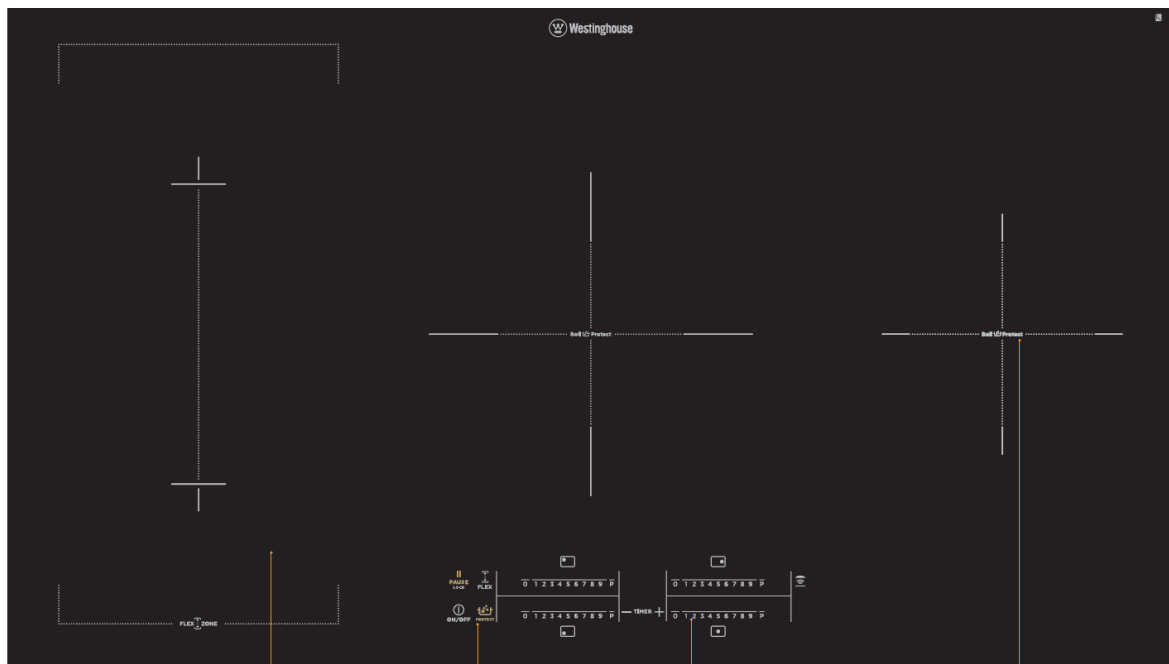 Westinghouse
Boil Protect
Boil Protect
PAUSE
LOCK
FLEX
0 1 2 3 4 5 6 7 8 9 P
0 1 2 3 4 5 6 7 8 9 P
ON/OFF
PROTECT
0 1 2 3 4 5 6 7 8 9 P
TIMER
0 1 2 3 4 5 6 7 8 9 P
FLEX ZONE